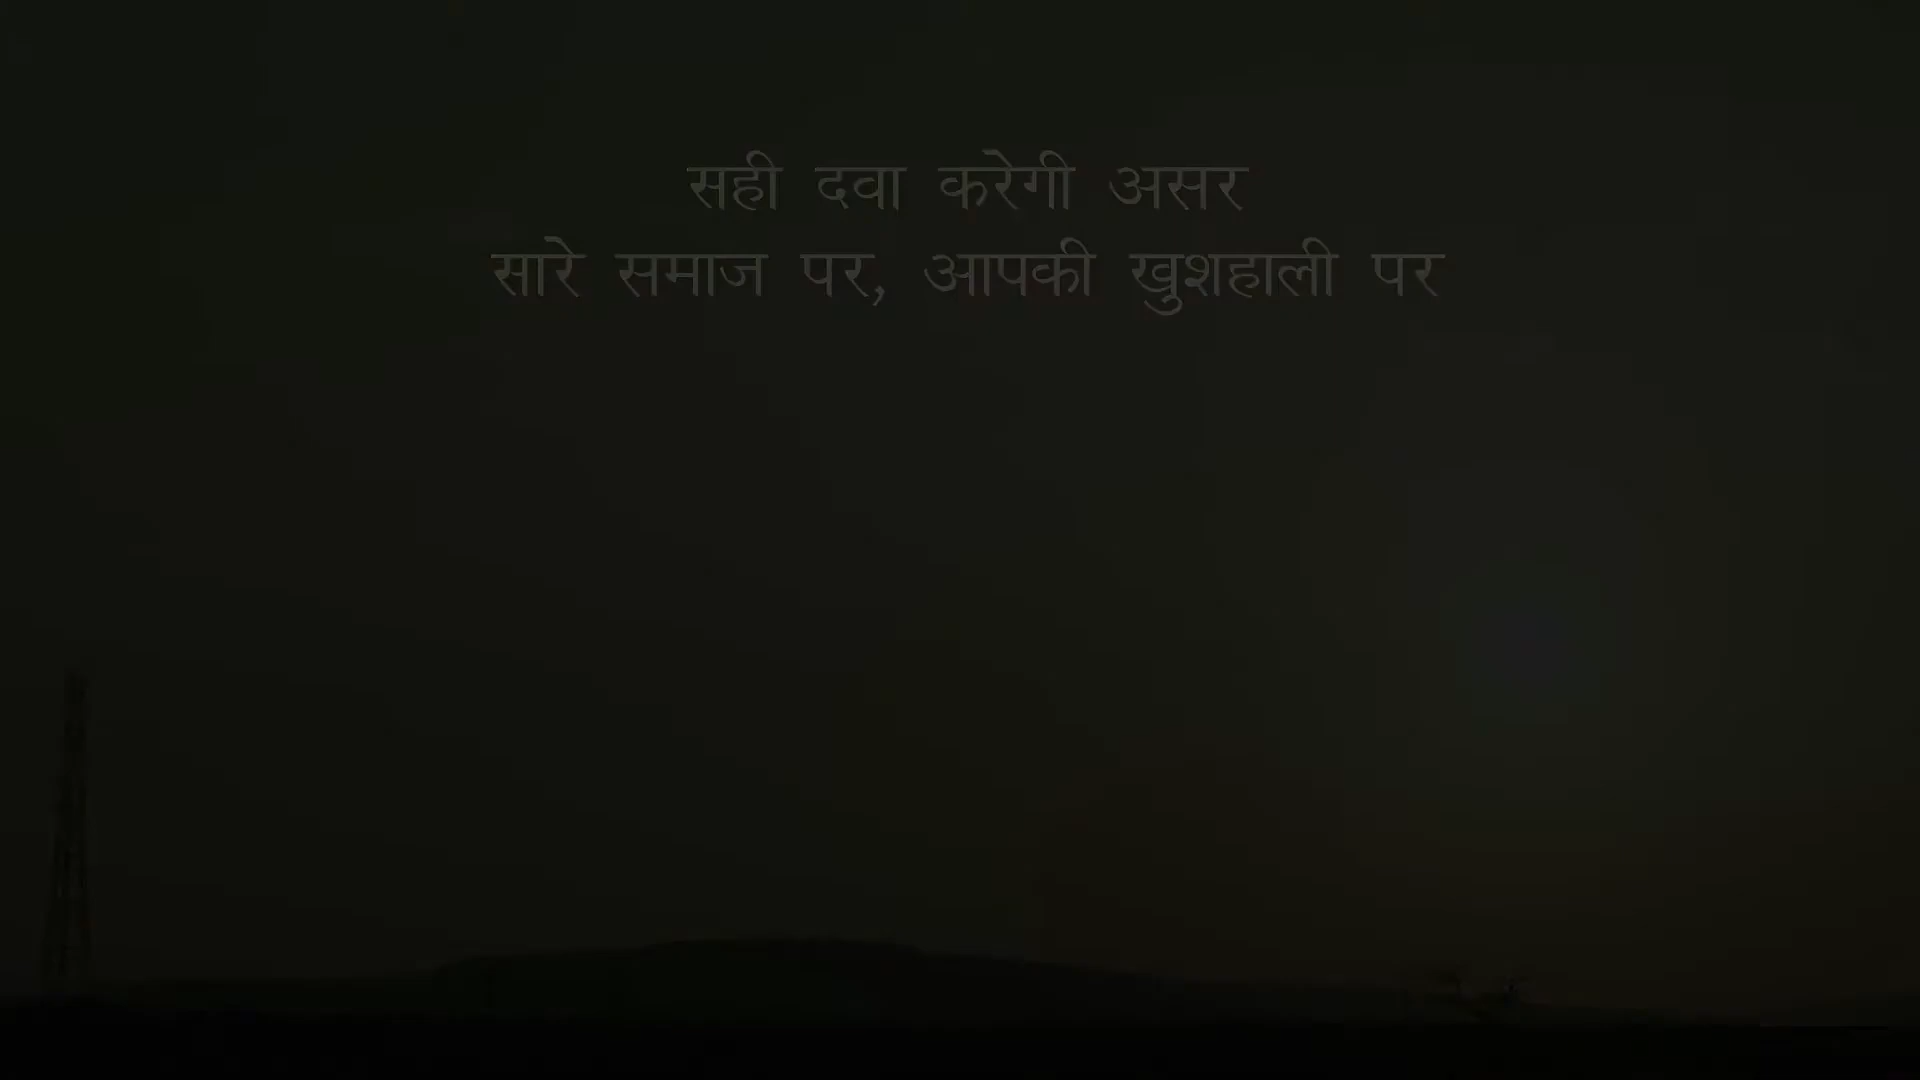 सही दवा करेगी असर
सारे समाज पर, आपकी खुशहाली पर